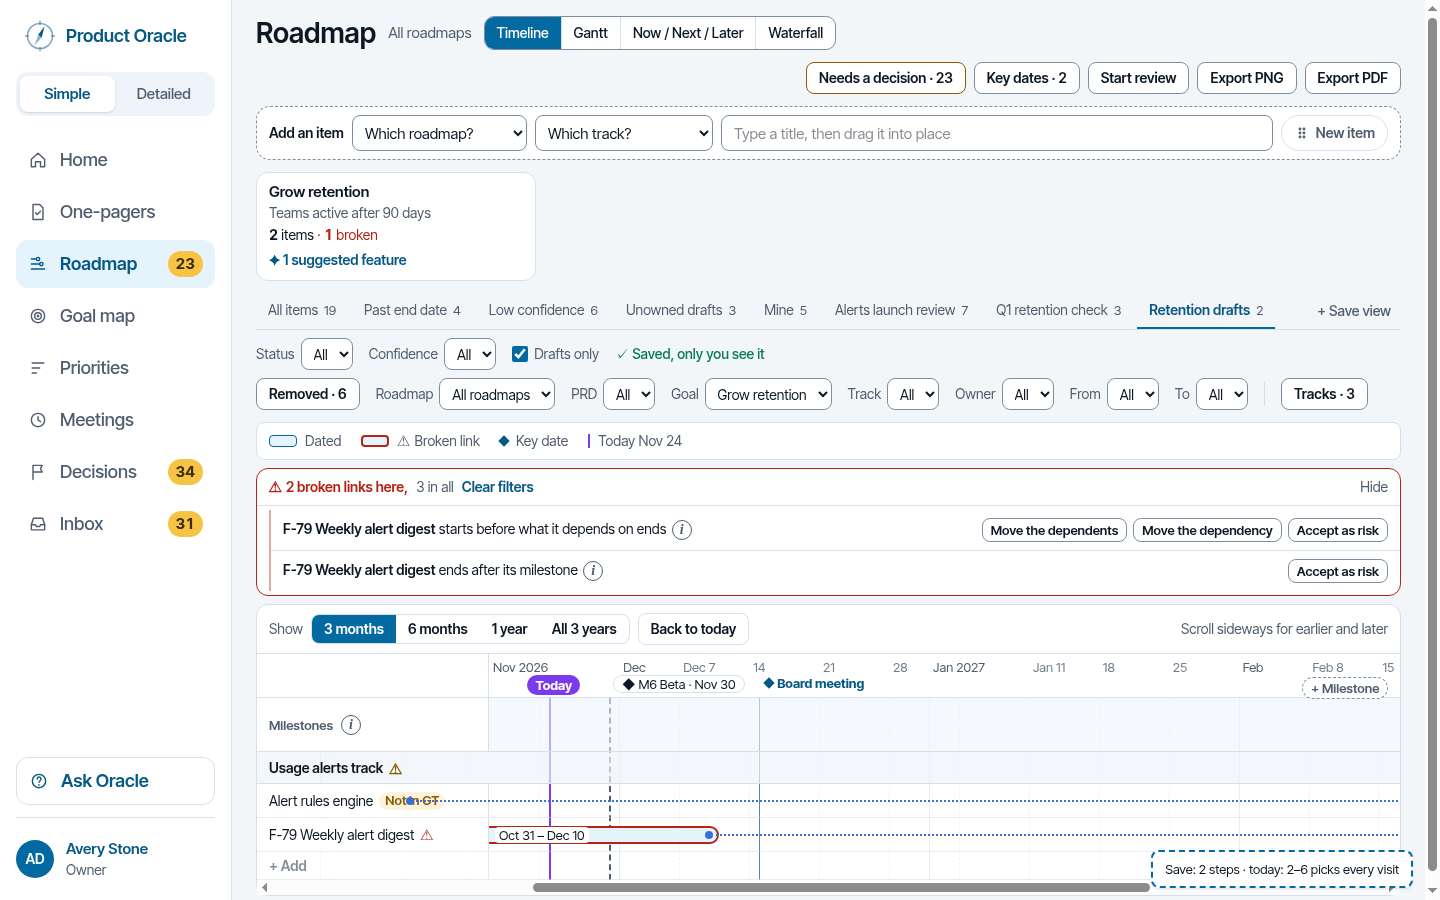 Product Oracle
Simple
Detailed
Home
One-pagers
Roadmap 23
Goal map
Priorities
Meetings
Decisions 34
Inbox 31
Ask Oracle
AD
Avery Stone
Owner
Roadmap All roadmaps Timeline Gantt Now / Next / Later Waterfall
Needs a decision · 23 Key dates · 2 Start review Export PNG Export PDF
Add an item Which roadmap? Which track? Type a title, then drag it into place New item
Grow retention
Teams active after 90 days
2 items · 1 broken
1 suggested feature
All items 19 Past end date 4 Low confidence 6 Unowned drafts 3 Mine 5 Alerts launch review 7 Q1 retention check 3 Retention drafts 2 + Save view
Status All Confidence All Drafts only ✓ Saved, only you see it
Removed · 6 Roadmap All roadmaps PRD All Goal Grow retention Track All Owner All From All To All Tracks · 3
Dated ⚠ Broken link Key date Today Nov 24
⚠ 2 broken links here, 3 in all Clear filters Hide
F-79 Weekly alert digest starts before what it depends on ends i Move the dependents Move the dependency Accept as risk
F-79 Weekly alert digest ends after its milestone i Accept as risk
Show 3 months 6 months 1 year All 3 years Back to today Scroll sideways for earlier and later
Nov 2026 Dec Dec 7 14 21 28 Jan 2027 Jan 11 18 25 Feb Feb 8 15
Today M6 Beta · Nov 30 Board meeting + Milestone
Milestones i
Usage alerts track ⚠
Alert rules engine Not in GT
F-79 Weekly alert digest ⚠ Oct 31 – Dec 10
+ Add
Save: 2 steps · today: 2–6 picks every visit